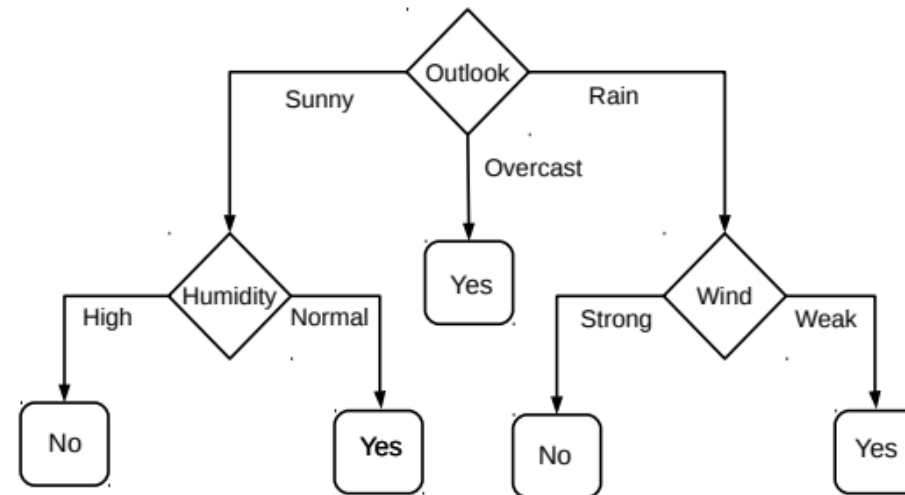 Outlook
Sunny
Rain
Overcast
Humidity
Yes
Wind
High
Normal
Strong
Weak
No
Yes
No
Yes